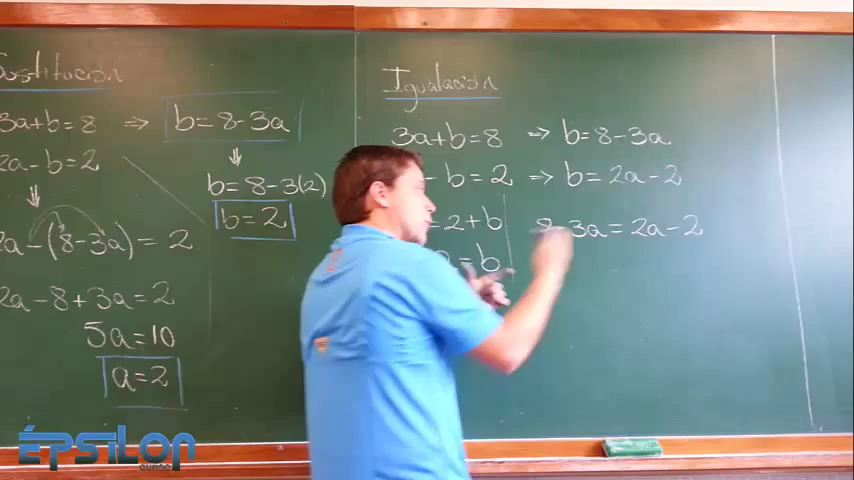 Sustitución
3a+b=8 ⇒ b=8-3a
2a-b=2
b=8-3(2)
b=2
2a-(8-3a)=2
2a-8+3a=2
5a=10
a=2
Igualación
3a+b=8 ⇒ b=8-3a
-b=2 ⇒ b=2a-2
=2+b
=b
8-3a=2a-2
ÉPSILON